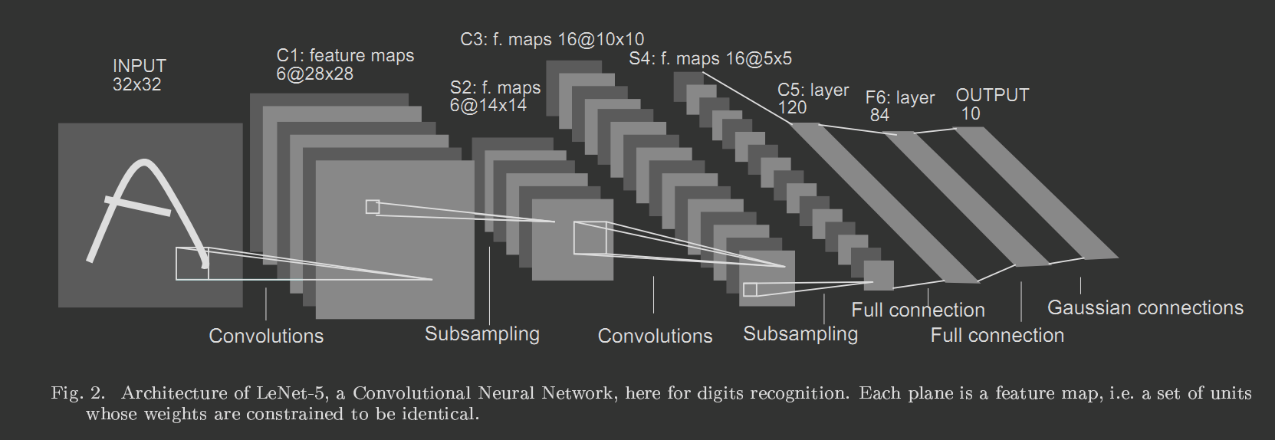 INPUT
32x32
C1: feature maps
6@28x28
S2: f. maps
6@14x14
C3: f. maps 16@10x10
S4: f. maps 16@5x5
C5: layer
120
F6: layer
84
OUTPUT
10
Convolutions
Subsampling
Convolutions
Subsampling
Full connection
Full connection
Gaussian connections
Fig. 2. Architecture of LeNet-5, a Convolutional Neural Network, here for digits recognition. Each plane is a feature map, i.e. a set of units
whose weights are constrained to be identical.